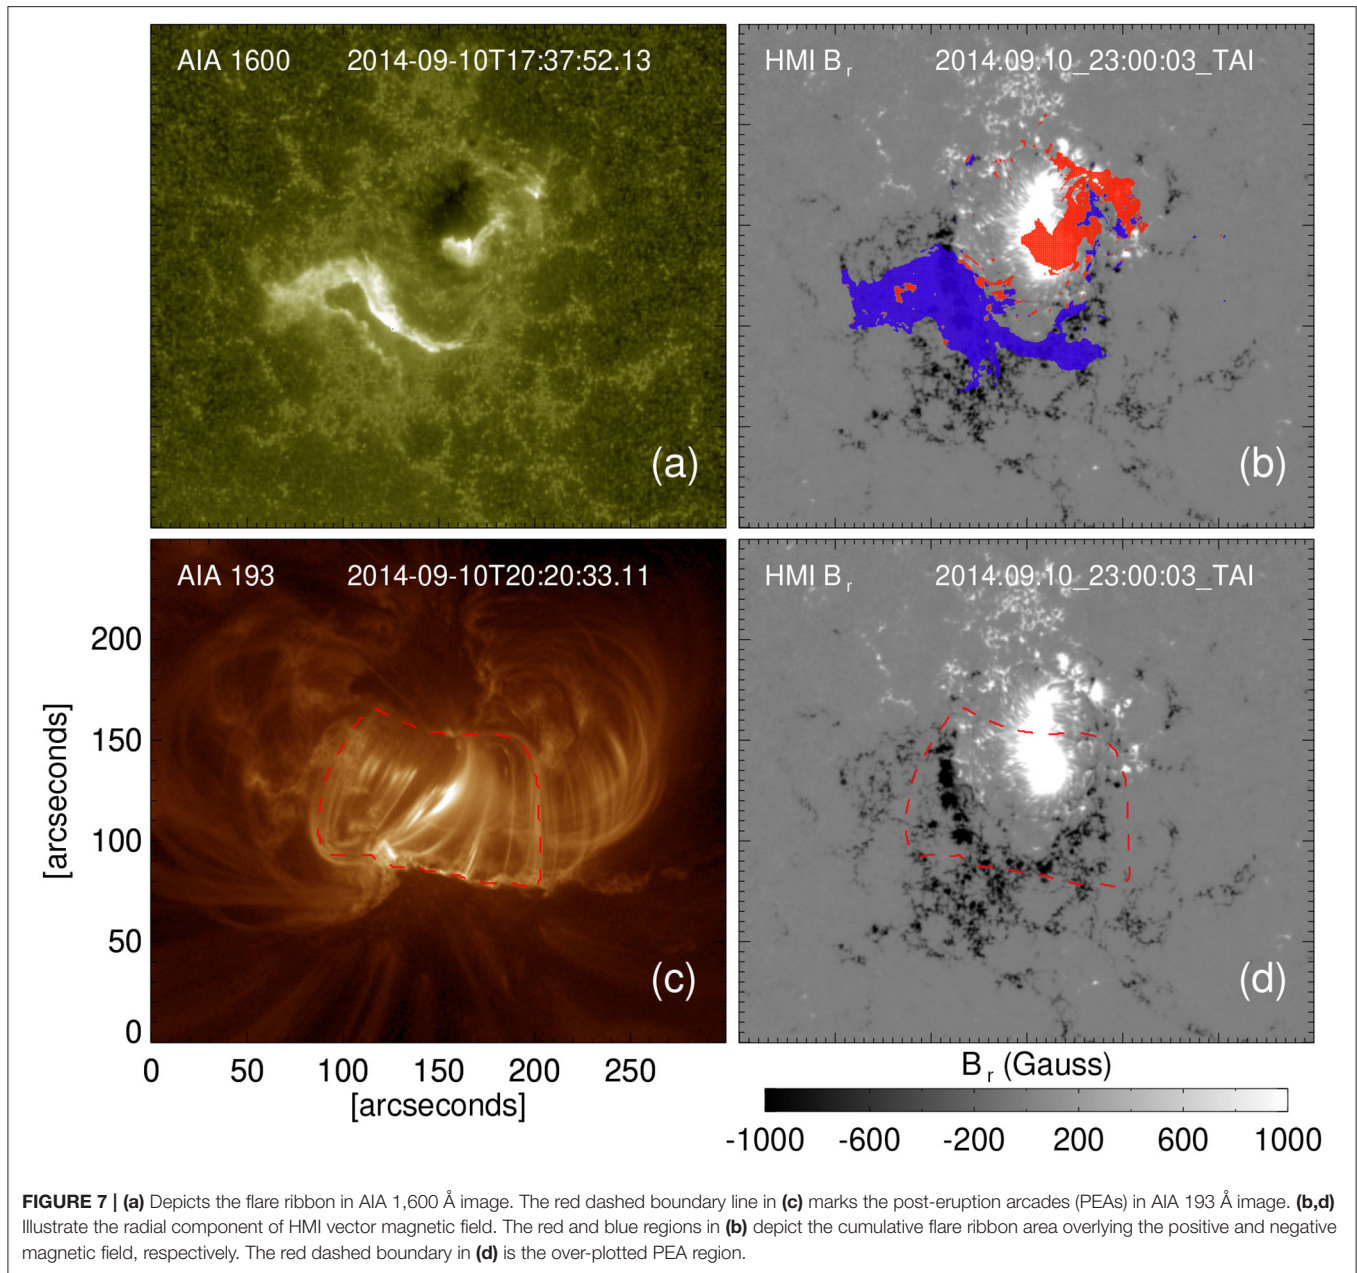 AIA 1600 2014-09-10T17:37:52.13
(a)
HMI Br 2014.09.10_23:00:03_TAI
(b)
AIA 193 2014-09-10T20:20:33.11
(c)
[arcseconds]
200
150
100
50
0
0 50 100 150 200 250
[arcseconds]
HMI Br 2014.09.10_23:00:03_TAI
(d)
Br (Gauss)
-1000 -600 -200 200 600 1000
FIGURE 7 | (a) Depicts the flare ribbon in AIA 1,600 Å image. The red dashed boundary line in (c) marks the post-eruption arcades (PEAs) in AIA 193 Å image. (b,d)
Illustrate the radial component of HMI vector magnetic field. The red and blue regions in (b) depict the cumulative flare ribbon area overlying the positive and negative
magnetic field, respectively. The red dashed boundary in (d) is the over-plotted PEA region.